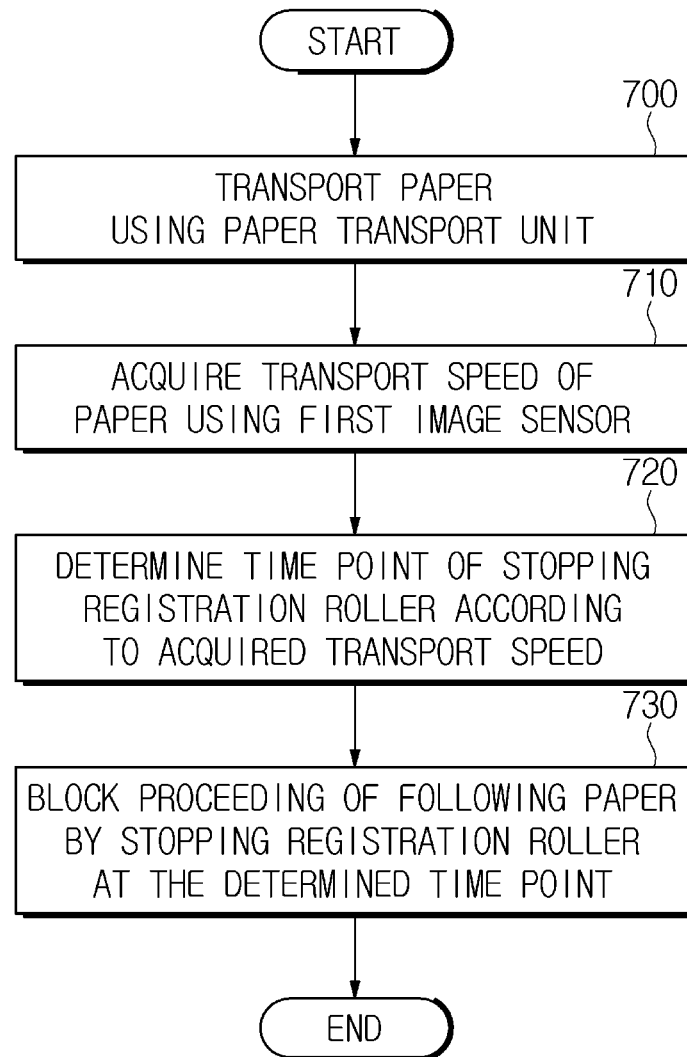 START
700
TRANSPORT PAPER
USING PAPER TRANSPORT UNIT
710
ACQUIRE TRANSPORT SPEED OF
PAPER USING FIRST IMAGE SENSOR
720
DETERMINE TIME POINT OF STOPPING
REGISTRATION ROLLER ACCORDING
TO ACQUIRED TRANSPORT SPEED
730
BLOCK PROCEEDING OF FOLLOWING PAPER
BY STOPPING REGISTRATION ROLLER
AT THE DETERMINED TIME POINT
END